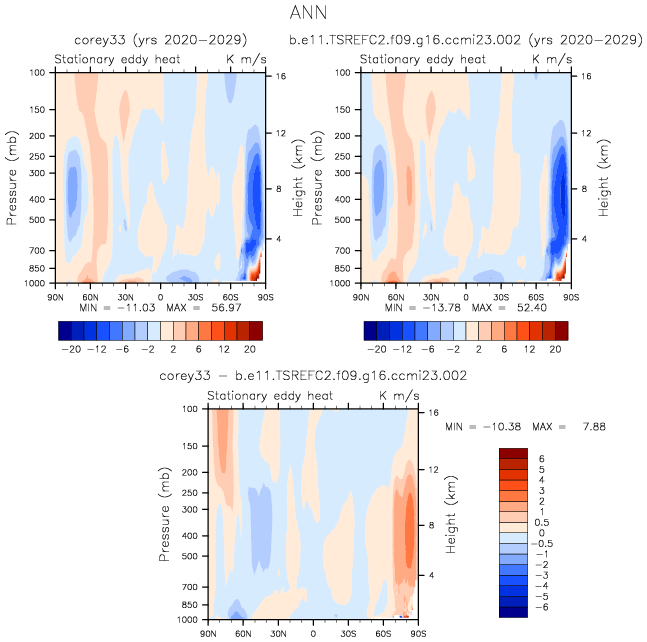 ANN
corey33 (yrs 2020-2029)
b.e11.TSREFC2.f09.g16.ccmi23.002 (yrs 2020-2029)
Stationary eddy heat K m/s
Stationary eddy heat K m/s
Pressure (mb)
100
150
200
250
300
400
500
700
850
1000
16
12
8
4
Height (km)
90N 60N 30N 0 30S 60S 90S
MIN = -11.03 MAX = 56.97
-20 -12 -6 -2 2 6 12 20
Pressure (mb)
100
150
200
250
300
400
500
700
850
1000
16
12
8
4
Height (km)
90N 60N 30N 0 30S 60S 90S
MIN = -13.78 MAX = 52.40
-20 -12 -6 -2 2 6 12 20
corey33 - b.e11.TSREFC2.f09.g16.ccmi23.002
Stationary eddy heat K m/s
Pressure (mb)
100
150
200
250
300
400
500
700
850
1000
16
12
8
4
Height (km)
90N 60N 30N 0 30S 60S 90S
MIN = -10.38 MAX = 7.88
6
5
4
3
2
1
0.5
0
-0.5
-1
-2
-3
-4
-5
-6